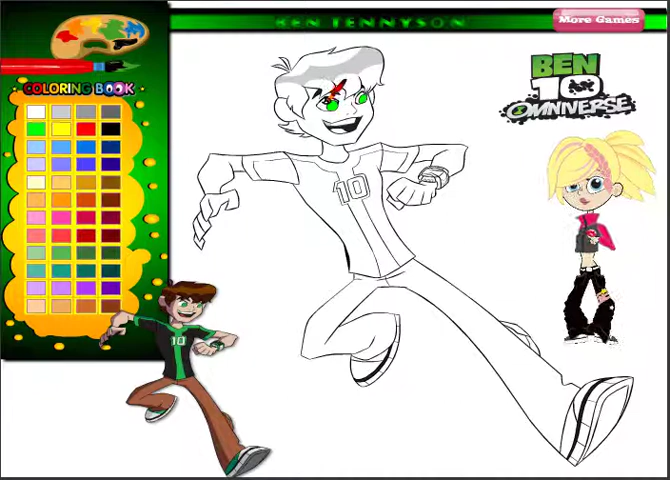 BEN TENNYSON
More Games
COLORING BOOK
BEN
10
OMNIVERSE
10
10